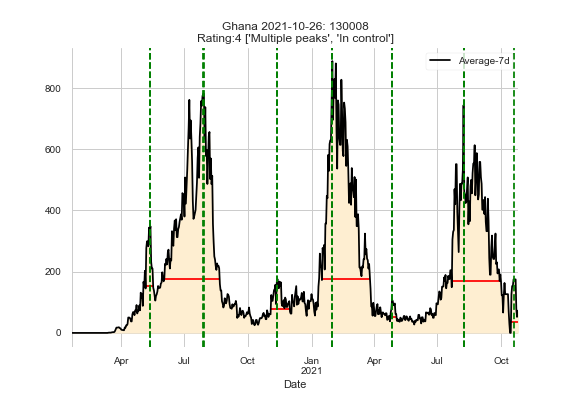 Ghana 2021-10-26: 130008
Rating:4 ['Multiple peaks', 'In control']
Average-7d
800
600
400
200
0
Apr
Jul
Oct
Jan
2021
Apr
Jul
Oct
Date